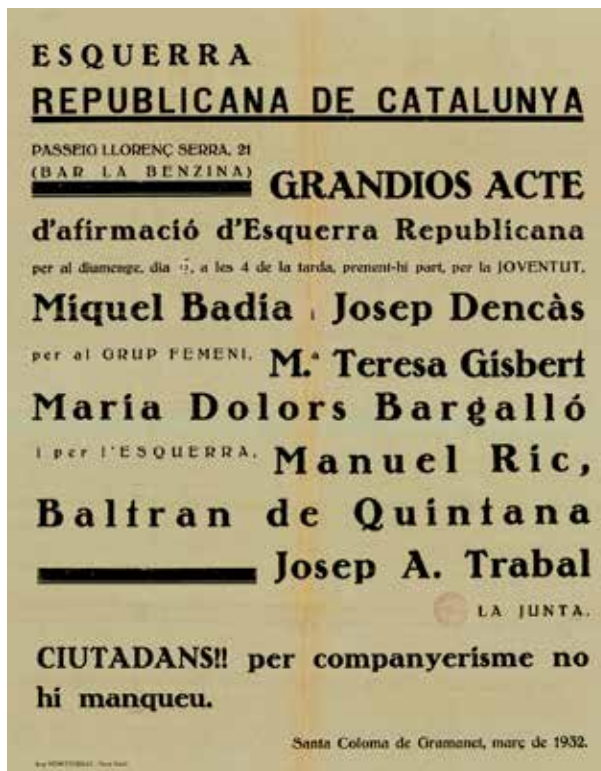 ESQUERRA
REPUBLICANA DE CATALUNYA
PASSEIG LLORENÇ SERRA, 21
(BAR LA BENZINA)
GRANDIOS ACTE
d'afirmació d'Esquerra Republicana
per al diumenge, dia , a les 4 de la tarda, prenent-hi part, per la JOVENTUT,
Miquel Badia i Josep Dencàs
per al GRUP FEMENI, M.ª Teresa Gisbert
Maria Dolors Bargalló
i per l'ESQUERRA, Manuel Ric,
Baltran de Quintana
Josep A. Trabal
LA JUNTA.
CIUTADANS!! per companyerisme no
hi manqueu.
Santa Coloma de Gramanet, març de 1932.